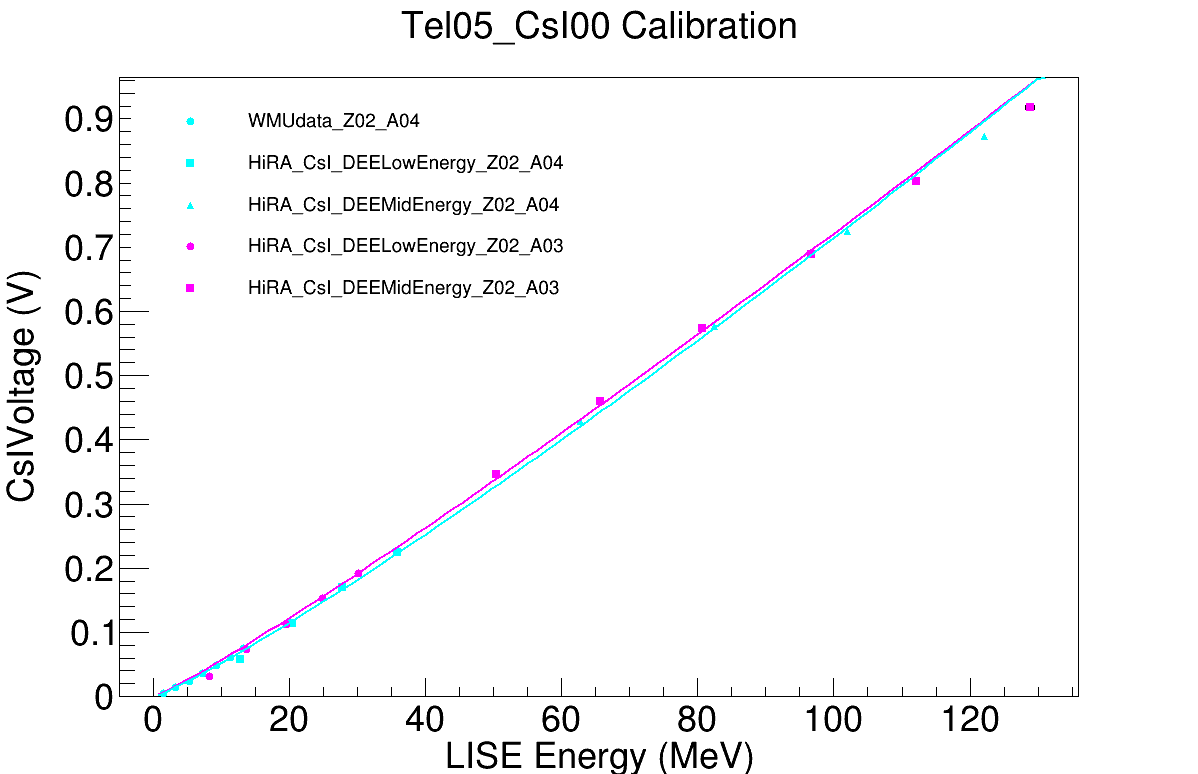 Tel05_CsI00 Calibration
WMUdata_Z02_A04
HiRA_CsI_DEELowEnergy_Z02_A04
HiRA_CsI_DEEMidEnergy_Z02_A04
HiRA_CsI_DEELowEnergy_Z02_A03
HiRA_CsI_DEEMidEnergy_Z02_A03
CsIVoltage (V)
0.9
0.8
0.7
0.6
0.5
0.4
0.3
0.2
0.1
0
0 20 40 60 80 100 120
LISE Energy (MeV)